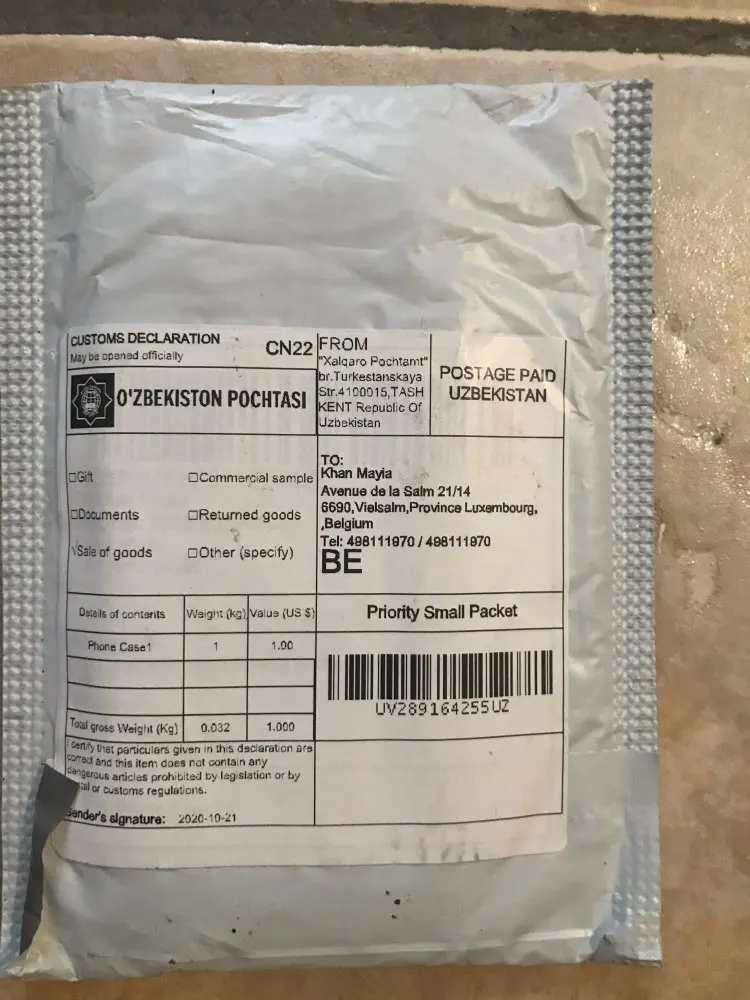 CUSTOMS DECLARATION
May be opened officially
CN22
O'ZBEKISTON POCHTASI
FROM
"Xalqaro Pochtamt"
br.Turkestanskaya
Str.4100015,TASH
KENT Republic Of
Uzbekistan
POSTAGE PAID
UZBEKISTAN
☐Gift ☐Commercial sample
☐Documents ☐Returned goods
√Sale of goods ☐Other (specify)
TO:
Khan Mayia
Avenue de la Salm 21/14
6690,Vielsalm,Province Luxembourg,
,Belgium
Tel: 498111970 / 498111970
BE
Details of contents Weight (kg) Value (US $)
Phone Case1 1 1.00
Total gross Weight (Kg) 0.032 1.000
Priority Small Packet
UV289164255UZ
I certify that particulars given in this declaration are
correct and this item does not contain any
dangerous articles prohibited by legislation or by
or customs regulations.
Sender's signature: 2020-10-21